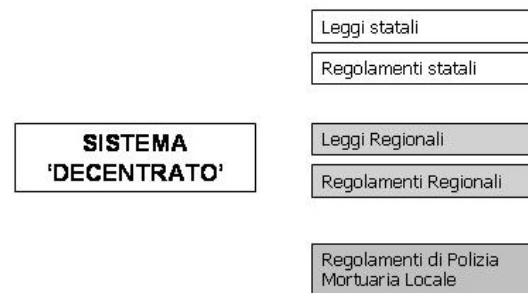 Leggi statali
Regolamenti statali
SISTEMA
'DECENTRATO'
Leggi Regionali
Regolamenti Regionali
Regolamenti di Polizia
Mortuaria Locale